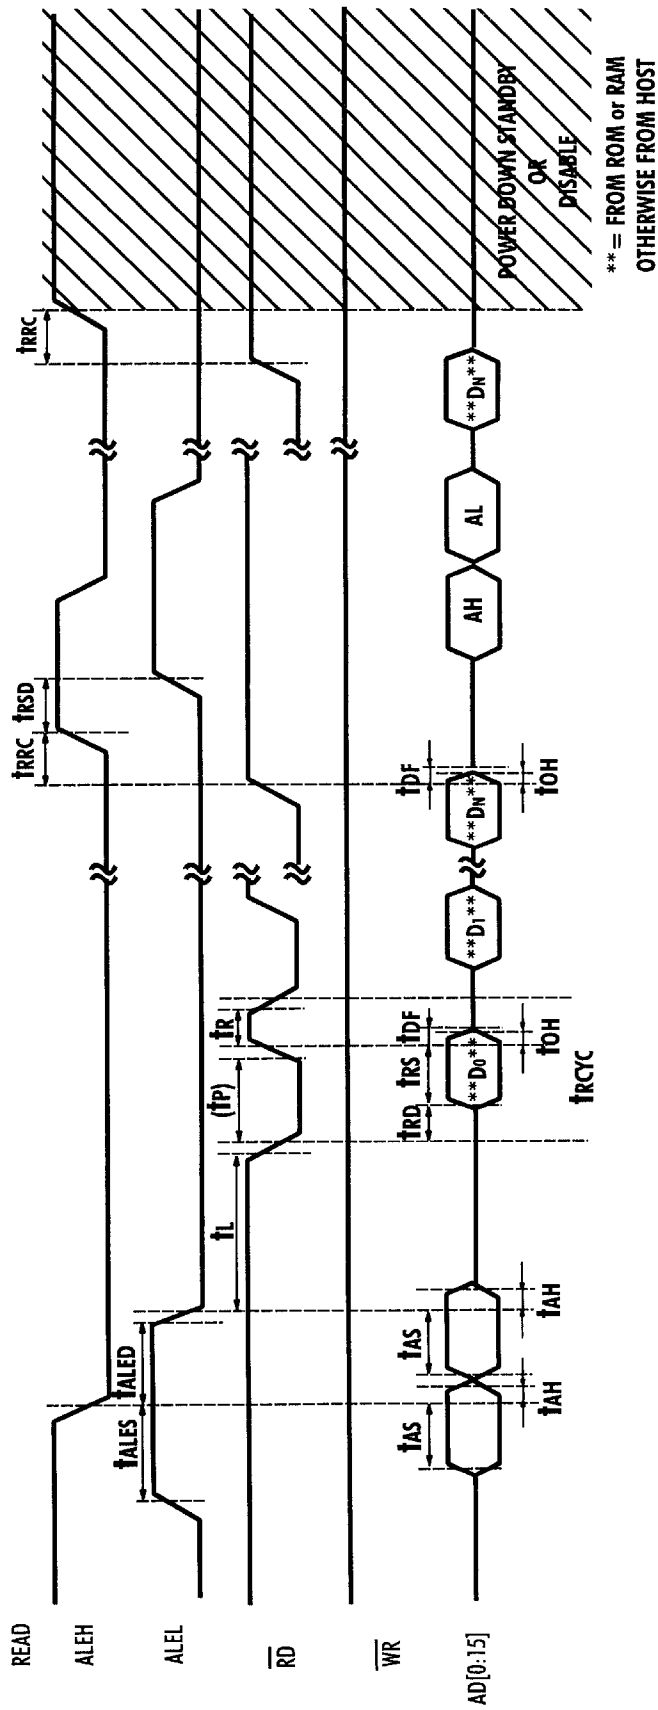 READ
ALEH
ALEL
RD
WR
AD[0:15]
tALES
tALED
tL
(tP)
tR
tRRC
tRSD
tRRC
tAS
tAH
tAS
tAH
tRD
tRS
tDF
tOH
tRCYC
**D0**
**D1**
**DN**
tDF
tOH
AH
AL
**DN**
POWER DOWN STANDBY
OR
DISABLE
**= FROM ROM or RAM
OTHERWISE FROM HOST